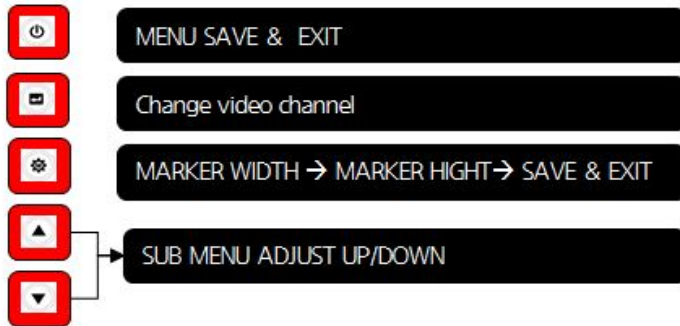 MENU SAVE & EXIT
Change video channel
MARKER WIDTH → MARKER HIGHT→ SAVE & EXIT
SUB MENU ADJUST UP/DOWN